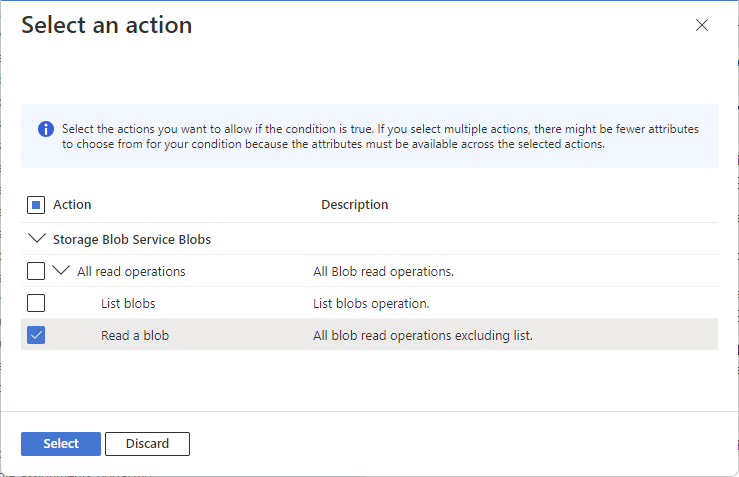 Select an action
Select the actions you want to allow if the condition is true. If you select multiple actions, there might be fewer attributes
to choose from for your condition because the attributes must be available across the selected actions.
Action Description
Storage Blob Service Blobs
All read operations All Blob read operations.
List blobs List blobs operation.
Read a blob All blob read operations excluding list.
Select Discard